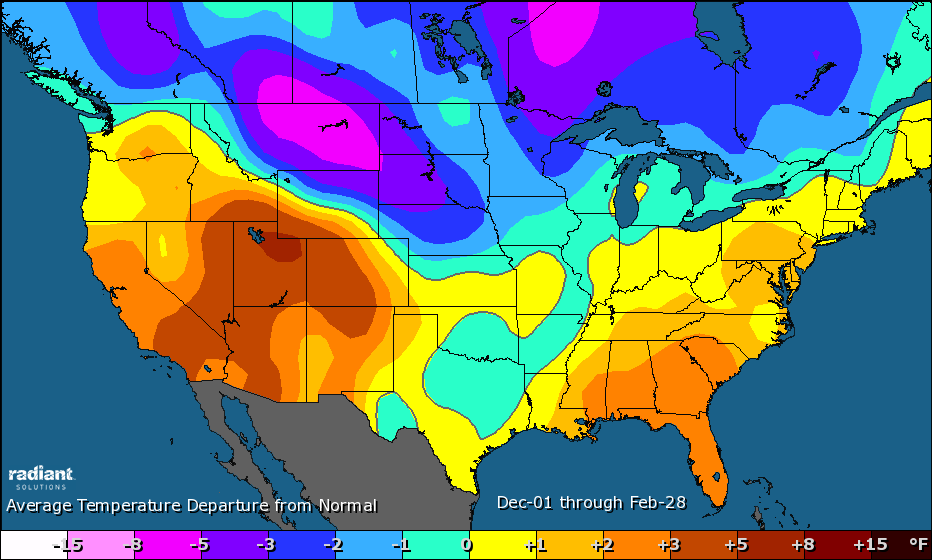 radiant
SOLUTIONS
Average Temperature Departure from Normal
Dec-01 through Feb-28
-15 -8 -5 -3 -2 -1 0 +1 +2 +3 +5 +8 +15 °F